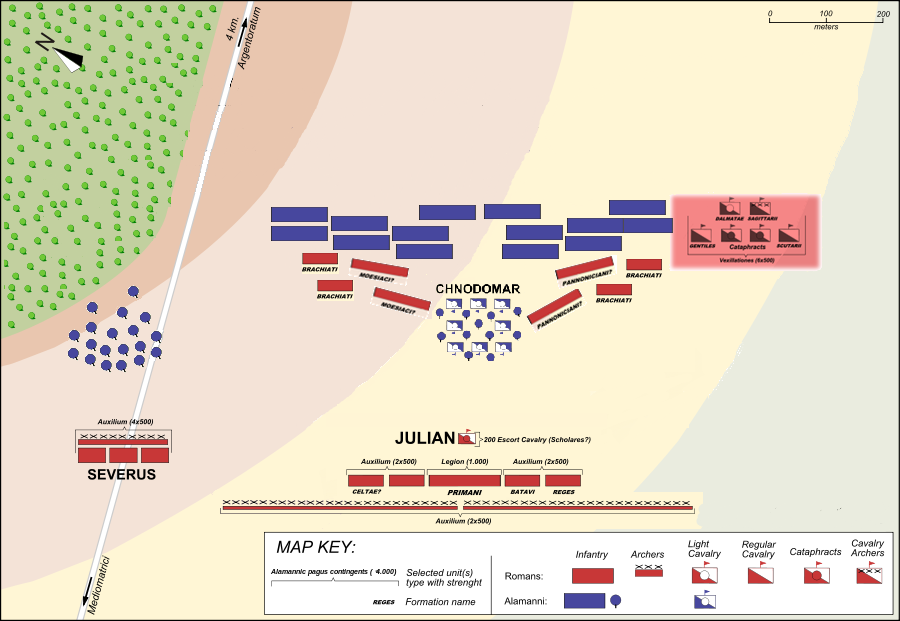 N
4 km.
Argentoratum
0 100 200
meters
DALMATAE SAGITTARII
GENTILES Cataphracts SCUTARII
Vexillationes (6x500)
BRACHIATI
MOESIACI?
PANNONICIANI?
BRACHIATI
BRACHIATI
MOESIACI?
CHNODOMAR
PANNONICIANI?
BRACHIATI
Auxilium (4x500)
SEVERUS
JULIAN
200 Escort Cavalry (Scholares?)
Auxilium (2x500) Legion (1.000) Auxilium (2x500)
CELTAE? PRIMANI BATAVI REGES
Auxilium (2x500)
Mediomatrici
MAP KEY:
Alamannic pagus contingents ( 4.000)
Selected unit(s)
type with strenght
REGES Formation name
Infantry
Archers
Light
Cavalry
Regular
Cavalry
Cataphracts
Cavalry
Archers
Romans:
Alamanni: